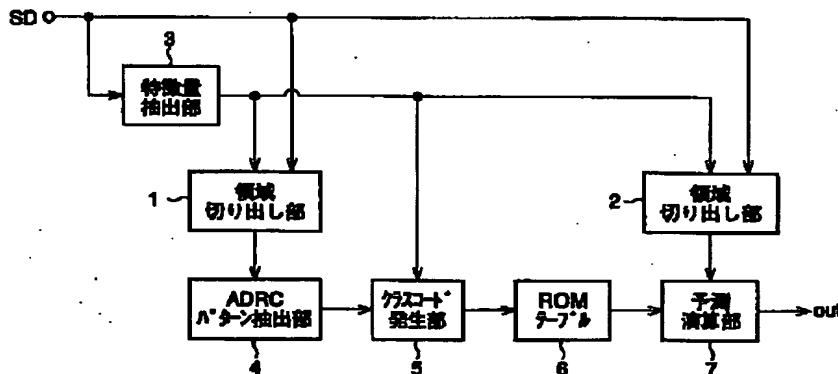 SD
3
特徴量
抽出部
1
領域
切り出し部
2
領域
切り出し部
ADRC
パターン抽出部
4
クラスコード
発生部
5
ROM
テーブル
6
予測
演算部
7
out